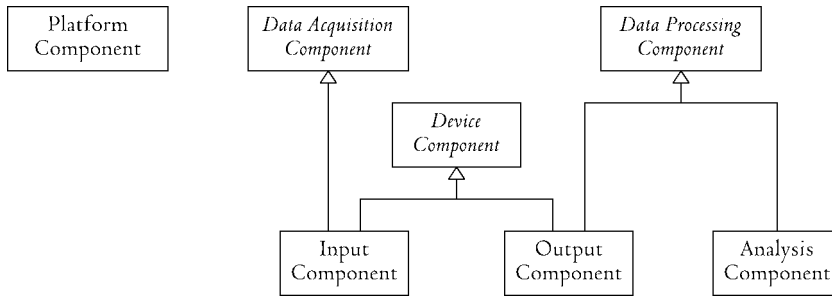 Platform
Component
Data Acquisition
Component
Data Processing
Component
Device
Component
Input
Component
Output
Component
Analysis
Component